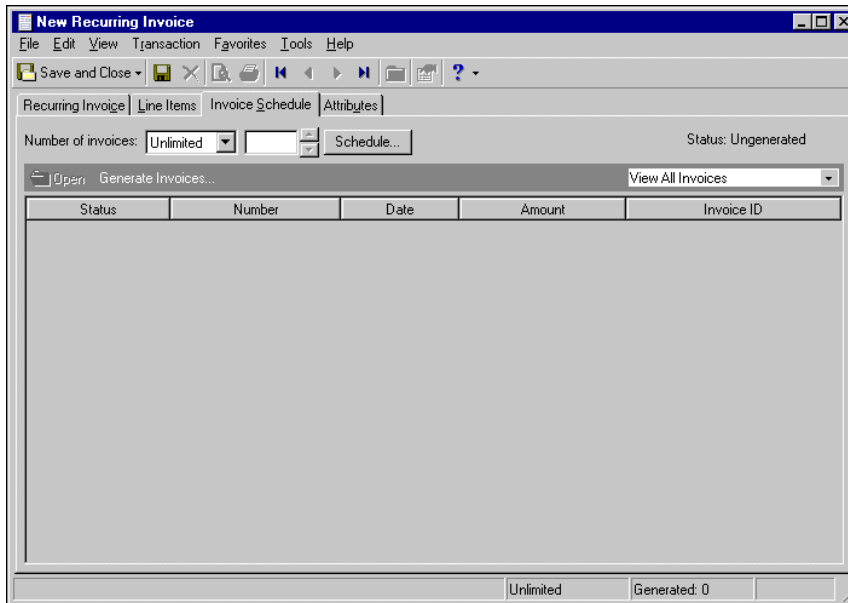 New Recurring Invoice
File Edit View Transaction Favorites Tools Help
Save and Close ?
Recurring Invoice Line Items Invoice Schedule Attributes
Number of invoices: Unlimited Schedule... Status: Ungenerated
Open Generate Invoices... View All Invoices
Status Number Date Amount Invoice ID
Unlimited Generated: 0